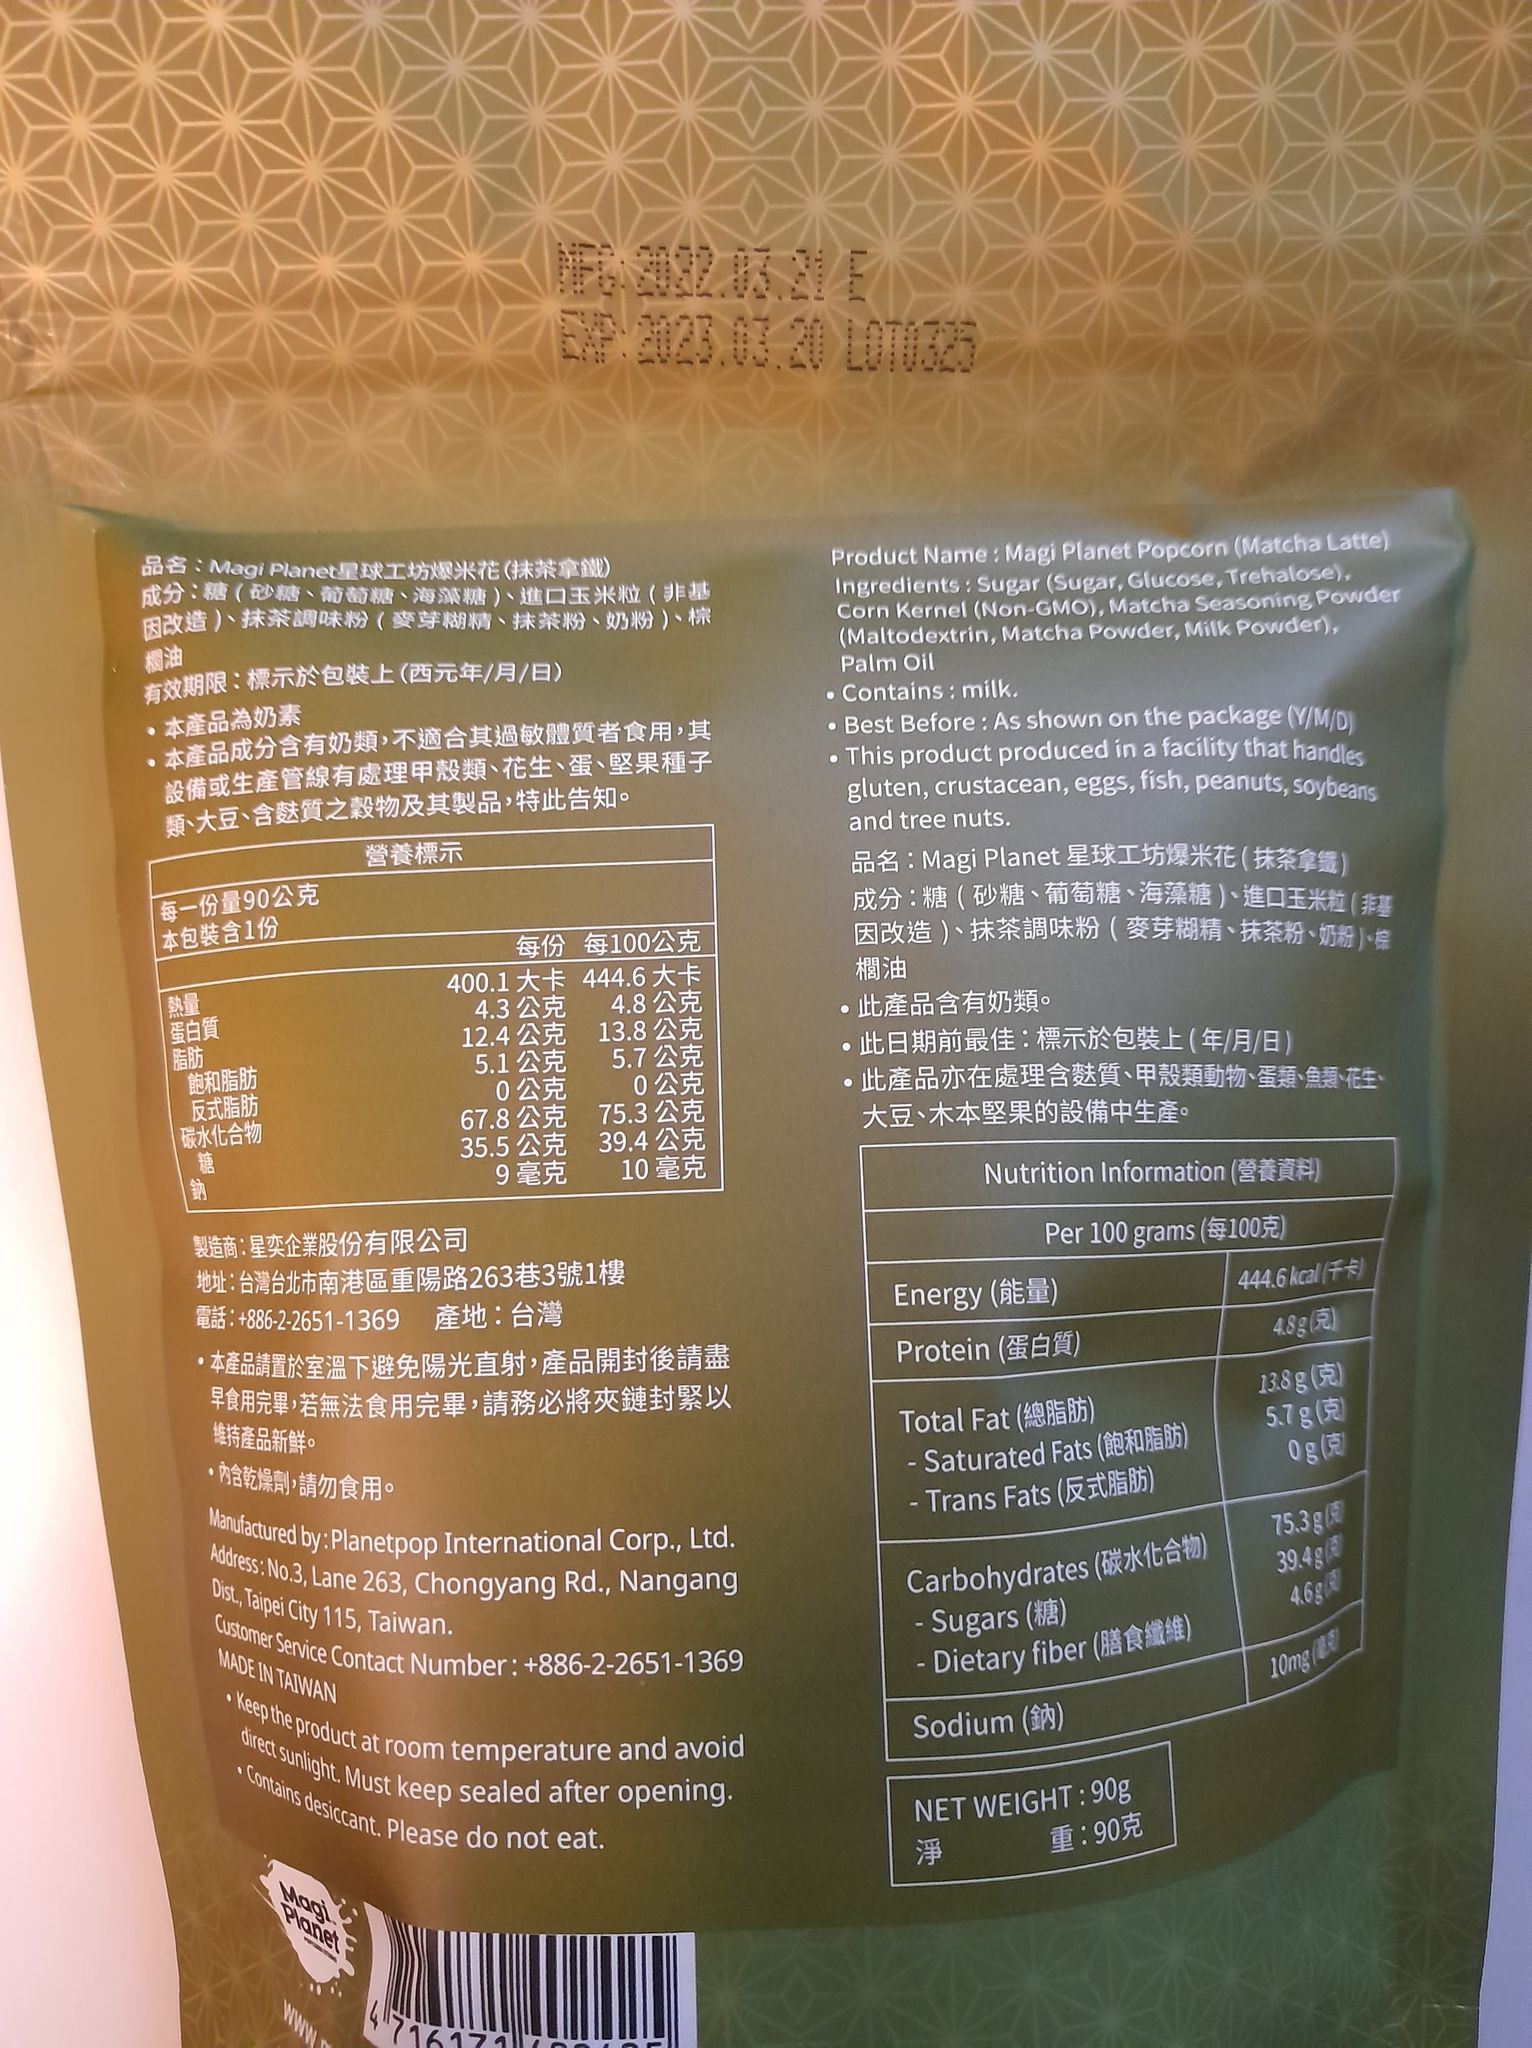 MFG: 2022.03.21 E
EXP: 2023.03.20 LOT0325
品名：Magi Planet星球工坊爆米花（抹茶拿鐵）
成分：糖（砂糖、葡萄糖、海藻糖）、進口玉米粒（非基
因改造）、抹茶調味粉（麥芽糊精、抹茶粉、奶粉）、棕
櫚油
有效期限：標示於包裝上（西元年/月/日）
• 本產品為奶素
• 本產品成分含有奶類，不適合其過敏體質者食用，其
設備或生產管線有處理甲殼類、花生、蛋、堅果種子
類、大豆、含麩質之穀物及其製品，特此告知。
營養標示
每一份量90公克
本包裝含1份
每份 每100公克
熱量 400.1 大卡 444.6 大卡
蛋白質 4.3 公克 4.8 公克
脂肪 12.4 公克 13.8 公克
飽和脂肪 5.1 公克 5.7 公克
反式脂肪 0 公克 0 公克
碳水化合物 67.8 公克 75.3 公克
糖 35.5 公克 39.4 公克
鈉 9 毫克 10 毫克
製造商：星奕企業股份有限公司
地址：台灣台北市南港區重陽路263巷3號1樓
電話：+886-2-2651-1369 產地：台灣
• 本產品請置於室溫下避免陽光直射，產品開封後請盡
早食用完畢，若無法食用完畢，請務必將夾鏈封緊以
維持產品新鮮。
• 內含乾燥劑，請勿食用。
Manufactured by : Planetpop International Corp., Ltd.
Address : No.3, Lane 263, Chongyang Rd., Nangang
Dist., Taipei City 115, Taiwan.
Customer Service Contact Number : +886-2-2651-1369
MADE IN TAIWAN
• Keep the product at room temperature and avoid
direct sunlight. Must keep sealed after opening.
• Contains desiccant. Please do not eat.
Magi
Planet
Product Name : Magi Planet Popcorn (Matcha Latte)
Ingredients : Sugar (Sugar, Glucose, Trehalose),
Corn Kernel (Non-GMO), Matcha Seasoning Powder
(Maltodextrin, Matcha Powder, Milk Powder),
Palm Oil
• Contains : milk.
• Best Before : As shown on the package (Y/M/D)
• This product produced in a facility that handles
gluten, crustacean, eggs, fish, peanuts, soybeans
and tree nuts.
品名：Magi Planet 星球工坊爆米花（抹茶拿鐵）
成分：糖（砂糖、葡萄糖、海藻糖）、進口玉米粒（非基
因改造）、抹茶調味粉（麥芽糊精、抹茶粉、奶粉）、棕
櫚油
• 此產品含有奶類。
• 此日期前最佳：標示於包裝上（年/月/日）
• 此產品亦在處理含麩質、甲殼類動物、蛋類、魚類、花生、
大豆、木本堅果的設備中生產。
Nutrition Information (營養資料)
Per 100 grams (每100克)
Energy (能量) 444.6 kcal (千卡)
Protein (蛋白質) 4.8 g (克)
Total Fat (總脂肪) 13.8 g (克)
- Saturated Fats (飽和脂肪) 5.7 g (克)
- Trans Fats (反式脂肪) 0 g (克)
Carbohydrates (碳水化合物) 75.3 g (克)
- Sugars (糖) 39.4 g (克)
- Dietary fiber (膳食纖維) 4.6 g (克)
Sodium (鈉) 10mg (毫克)
NET WEIGHT : 90g
淨 重：90克